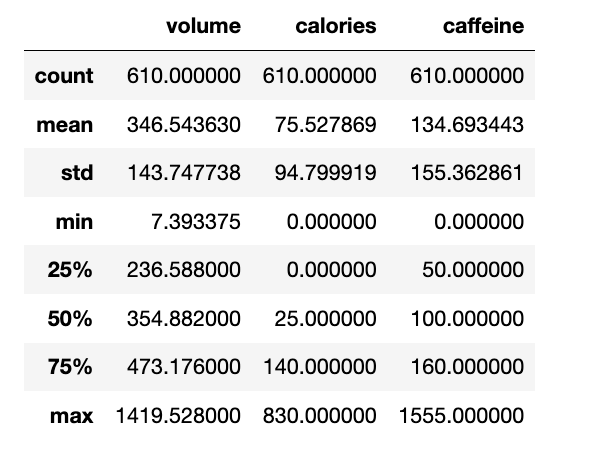 volume calories caffeine
count 610.000000 610.000000 610.000000
mean 346.543630 75.527869 134.693443
std 143.747738 94.799919 155.362861
min 7.393375 0.000000 0.000000
25% 236.588000 0.000000 50.000000
50% 354.882000 25.000000 100.000000
75% 473.176000 140.000000 160.000000
max 1419.528000 830.000000 1555.000000